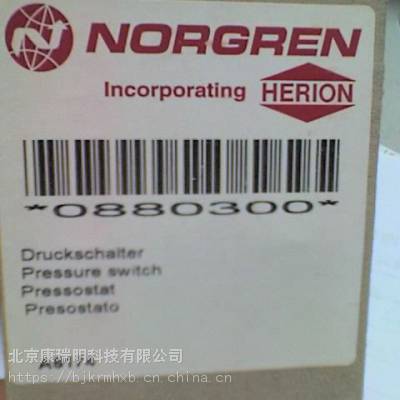 NORGREN
Incorporating HERION
*0880300*
Druckschalter
Pressure switch
Pressostat
Presostato
北京康瑞明科技有限公司
https://bjkrmhxb.cn.china.cn